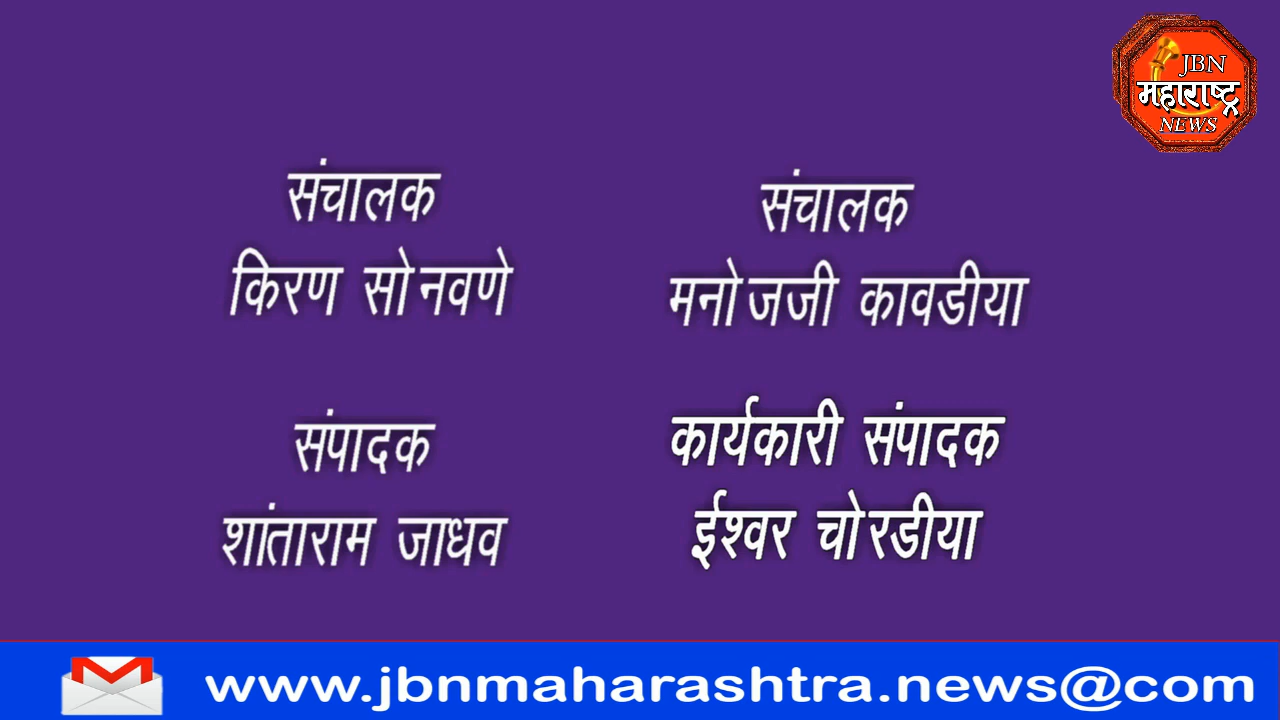 JBN
महाराष्ट्र
NEWS
संचालक
किरण सोनवणे
संचालक
मनोजजी कावडीया
संपादक
शांताराम जाधव
कार्यकारी संपादक
ईश्वर चोरडीया
www.jbnmaharashtra.news@com